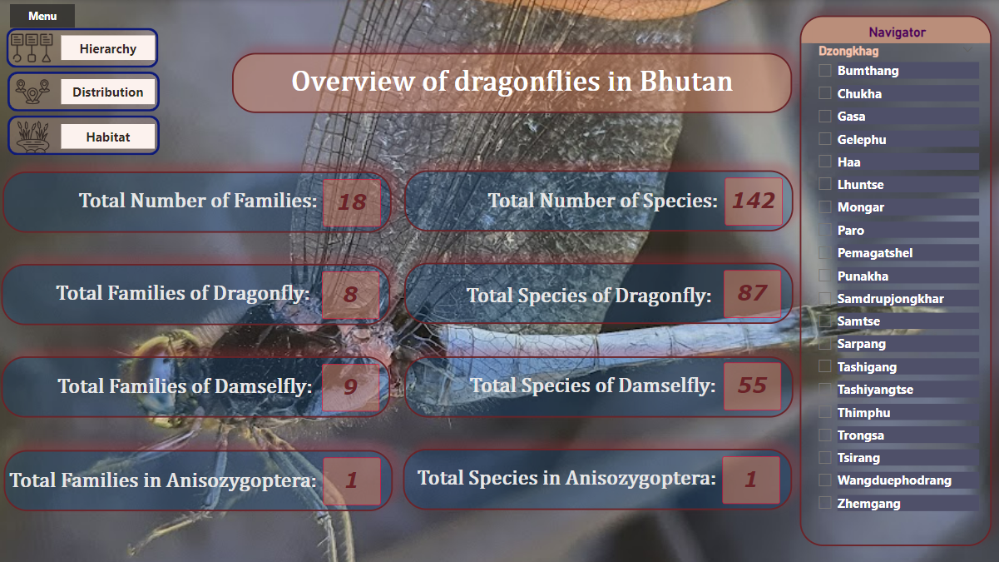 Menu
Hierarchy
Distribution
Habitat
Overview of dragonflies in Bhutan
Total Number of Families: 18
Total Number of Species: 142
Total Families of Dragonfly: 8
Total Species of Dragonfly: 87
Total Families of Damselfly: 9
Total Species of Damselfly: 55
Total Families in Anisozygoptera: 1
Total Species in Anisozygoptera: 1
Navigator
Dzongkhag
Bumthang
Chukha
Gasa
Gelephu
Haa
Lhuntse
Mongar
Paro
Pemagatshel
Punakha
Samdrupjongkhar
Samtse
Sarpang
Tashigang
Tashiyangtse
Thimphu
Trongsa
Tsirang
Wangduephodrang
Zhemgang